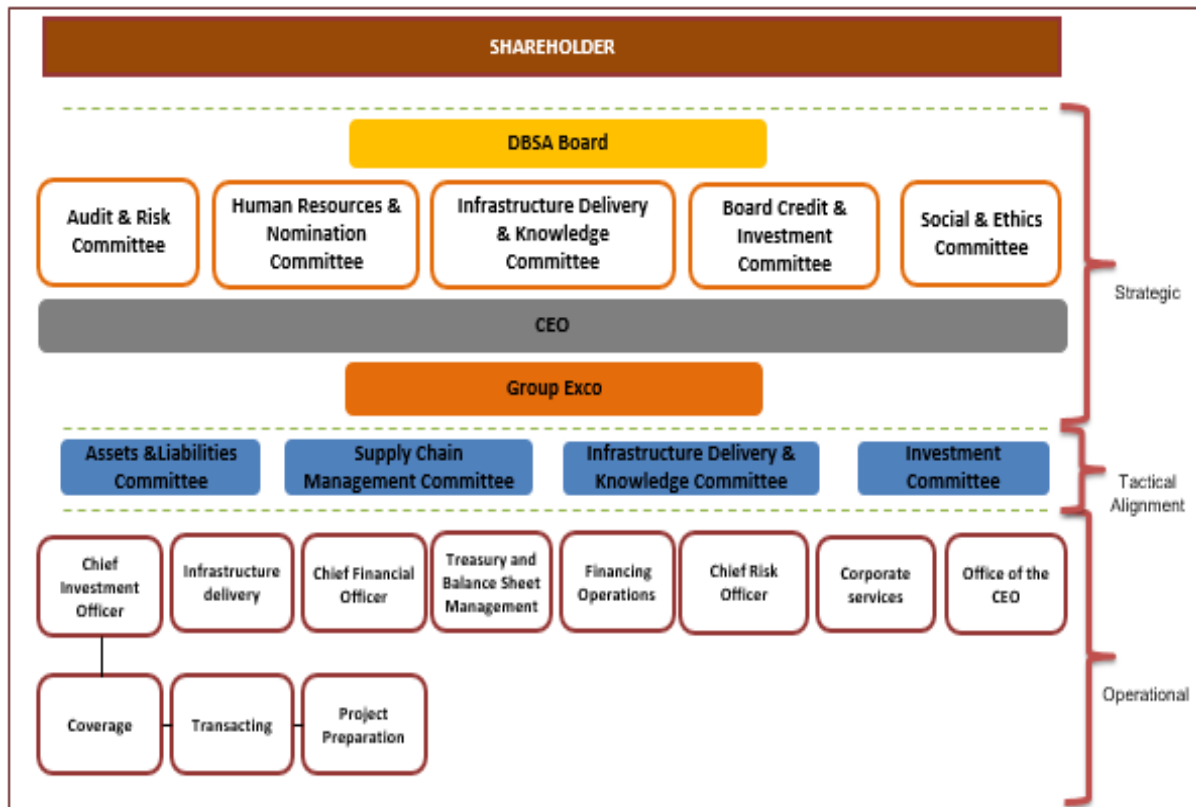 SHAREHOLDER
DBSA Board
Audit & Risk
Committee
Human Resources &
Nomination
Committee
Infrastructure Delivery
& Knowledge
Committee
Board Credit &
Investment
Committee
Social & Ethics
Committee
Strategic
CEO
Group Exco
Assets &Liabilities
Committee
Supply Chain
Management Committee
Infrastructure Delivery &
Knowledge Committee
Investment
Committee
Tactical
Alignment
Chief
Investment
Officer
Infrastructure
delivery
Chief Financial
Officer
Treasury and
Balance Sheet
Management
Financing
Operations
Chief Risk
Officer
Corporate
services
Office of the
CEO
Operational
Coverage
Transacting
Project
Preparation